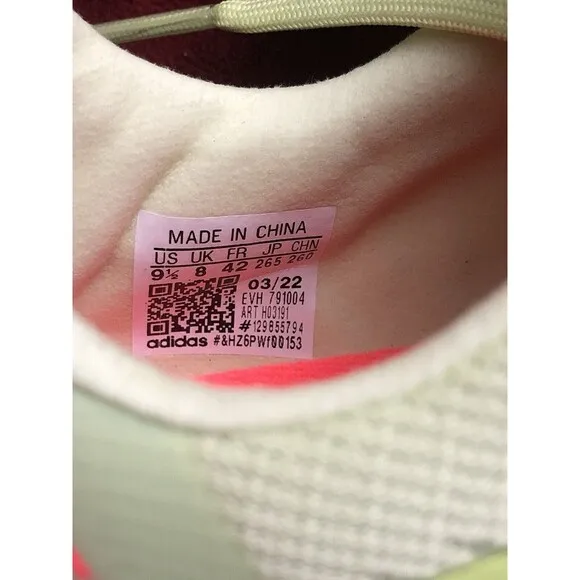 MADE IN CHINA
US UK FR JP CHN
9½ 8 42 265 260
03/22
EVH 791004
ART H03191
#129855794
adidas #&HZ6PWf00153